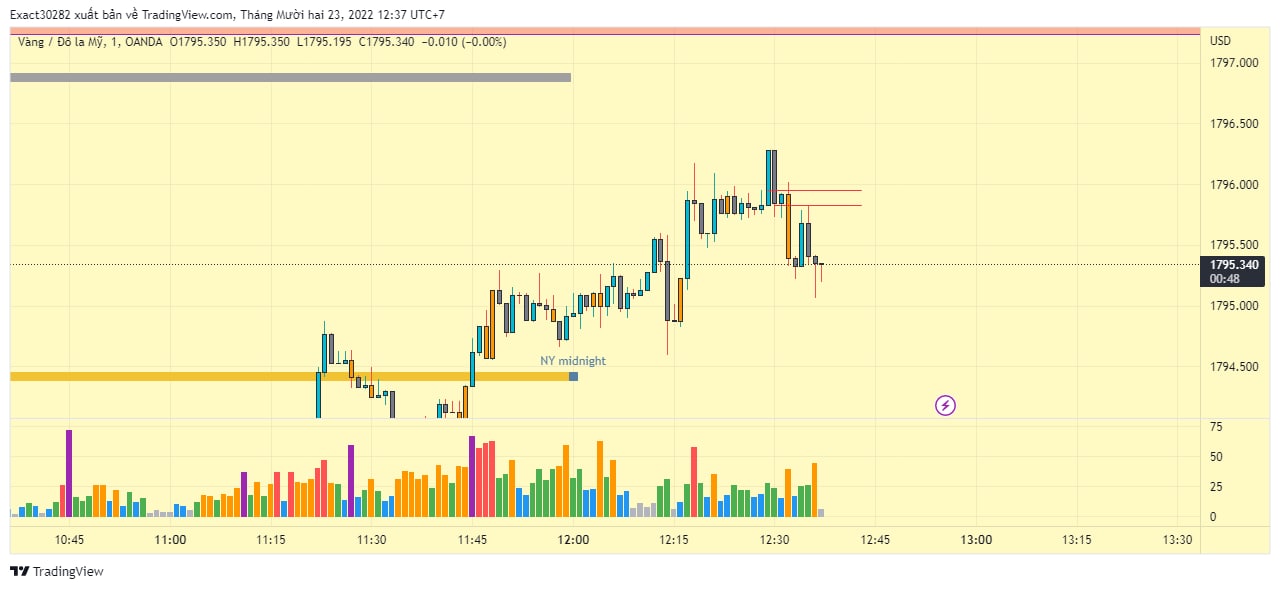 Exact30282 xuất bản về TradingView.com, Tháng Mười hai 23, 2022 12:37 UTC+7
Vàng / Đô la Mỹ, 1, OANDA O1795.350 H1795.350 L1795.195 C1795.340 −0.010 (−0.00%)
USD
1797.000
1796.500
1796.000
1795.500
1795.340
00:48
1795.000
NY midnight
1794.500
75
50
25
0
10:45 11:00 11:15 11:30 11:45 12:00 12:15 12:30 12:45 13:00 13:15 13:30
TradingView